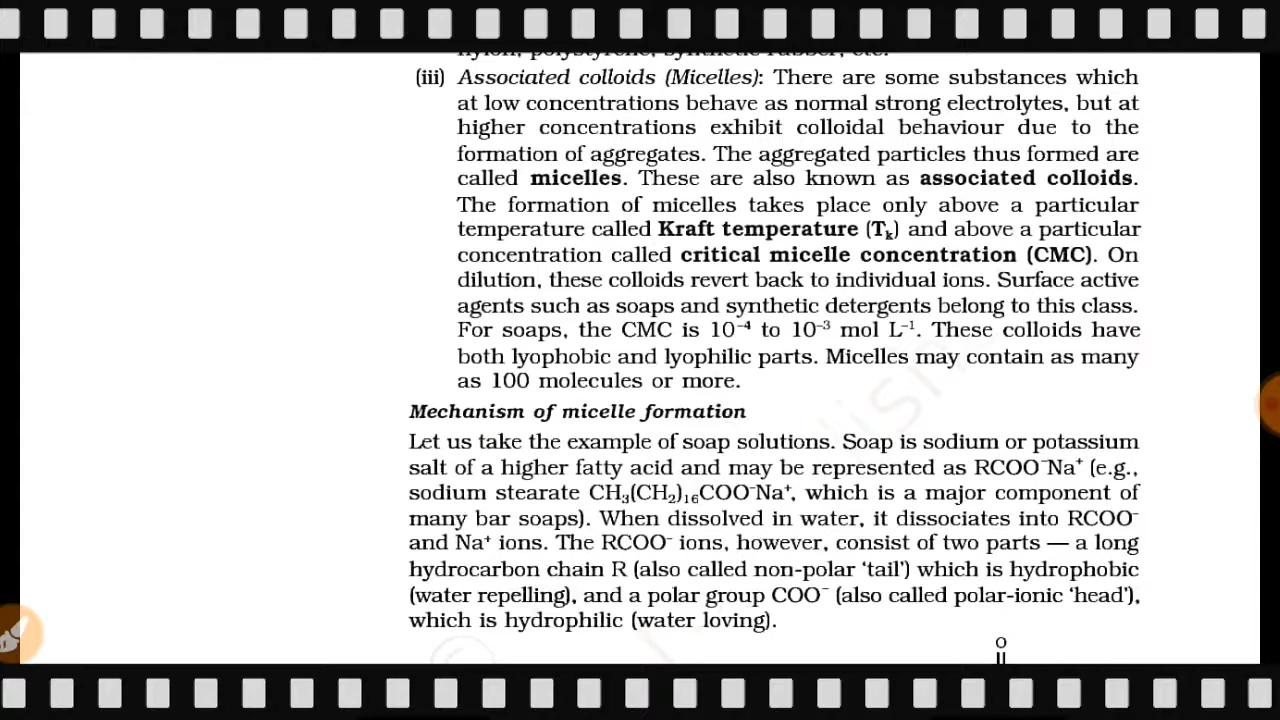 nylon, polystyrene, synthetic rubber, etc.
(iii) Associated colloids (Micelles): There are some substances which
at low concentrations behave as normal strong electrolytes, but at
higher concentrations exhibit colloidal behaviour due to the
formation of aggregates. The aggregated particles thus formed are
called micelles. These are also known as associated colloids.
The formation of micelles takes place only above a particular
temperature called Kraft temperature (Tₖ) and above a particular
concentration called critical micelle concentration (CMC). On
dilution, these colloids revert back to individual ions. Surface active
agents such as soaps and synthetic detergents belong to this class.
For soaps, the CMC is 10⁻⁴ to 10⁻³ mol L⁻¹. These colloids have
both lyophobic and lyophilic parts. Micelles may contain as many
as 100 molecules or more.
Mechanism of micelle formation
Let us take the example of soap solutions. Soap is sodium or potassium
salt of a higher fatty acid and may be represented as RCOO⁻Na⁺ (e.g.,
sodium stearate CH₃(CH₂)₁₆COO⁻Na⁺, which is a major component of
many bar soaps). When dissolved in water, it dissociates into RCOO⁻
and Na⁺ ions. The RCOO⁻ ions, however, consist of two parts — a long
hydrocarbon chain R (also called non-polar ‘tail’) which is hydrophobic
(water repelling), and a polar group COO⁻ (also called polar-ionic ‘head’),
which is hydrophilic (water loving).
O